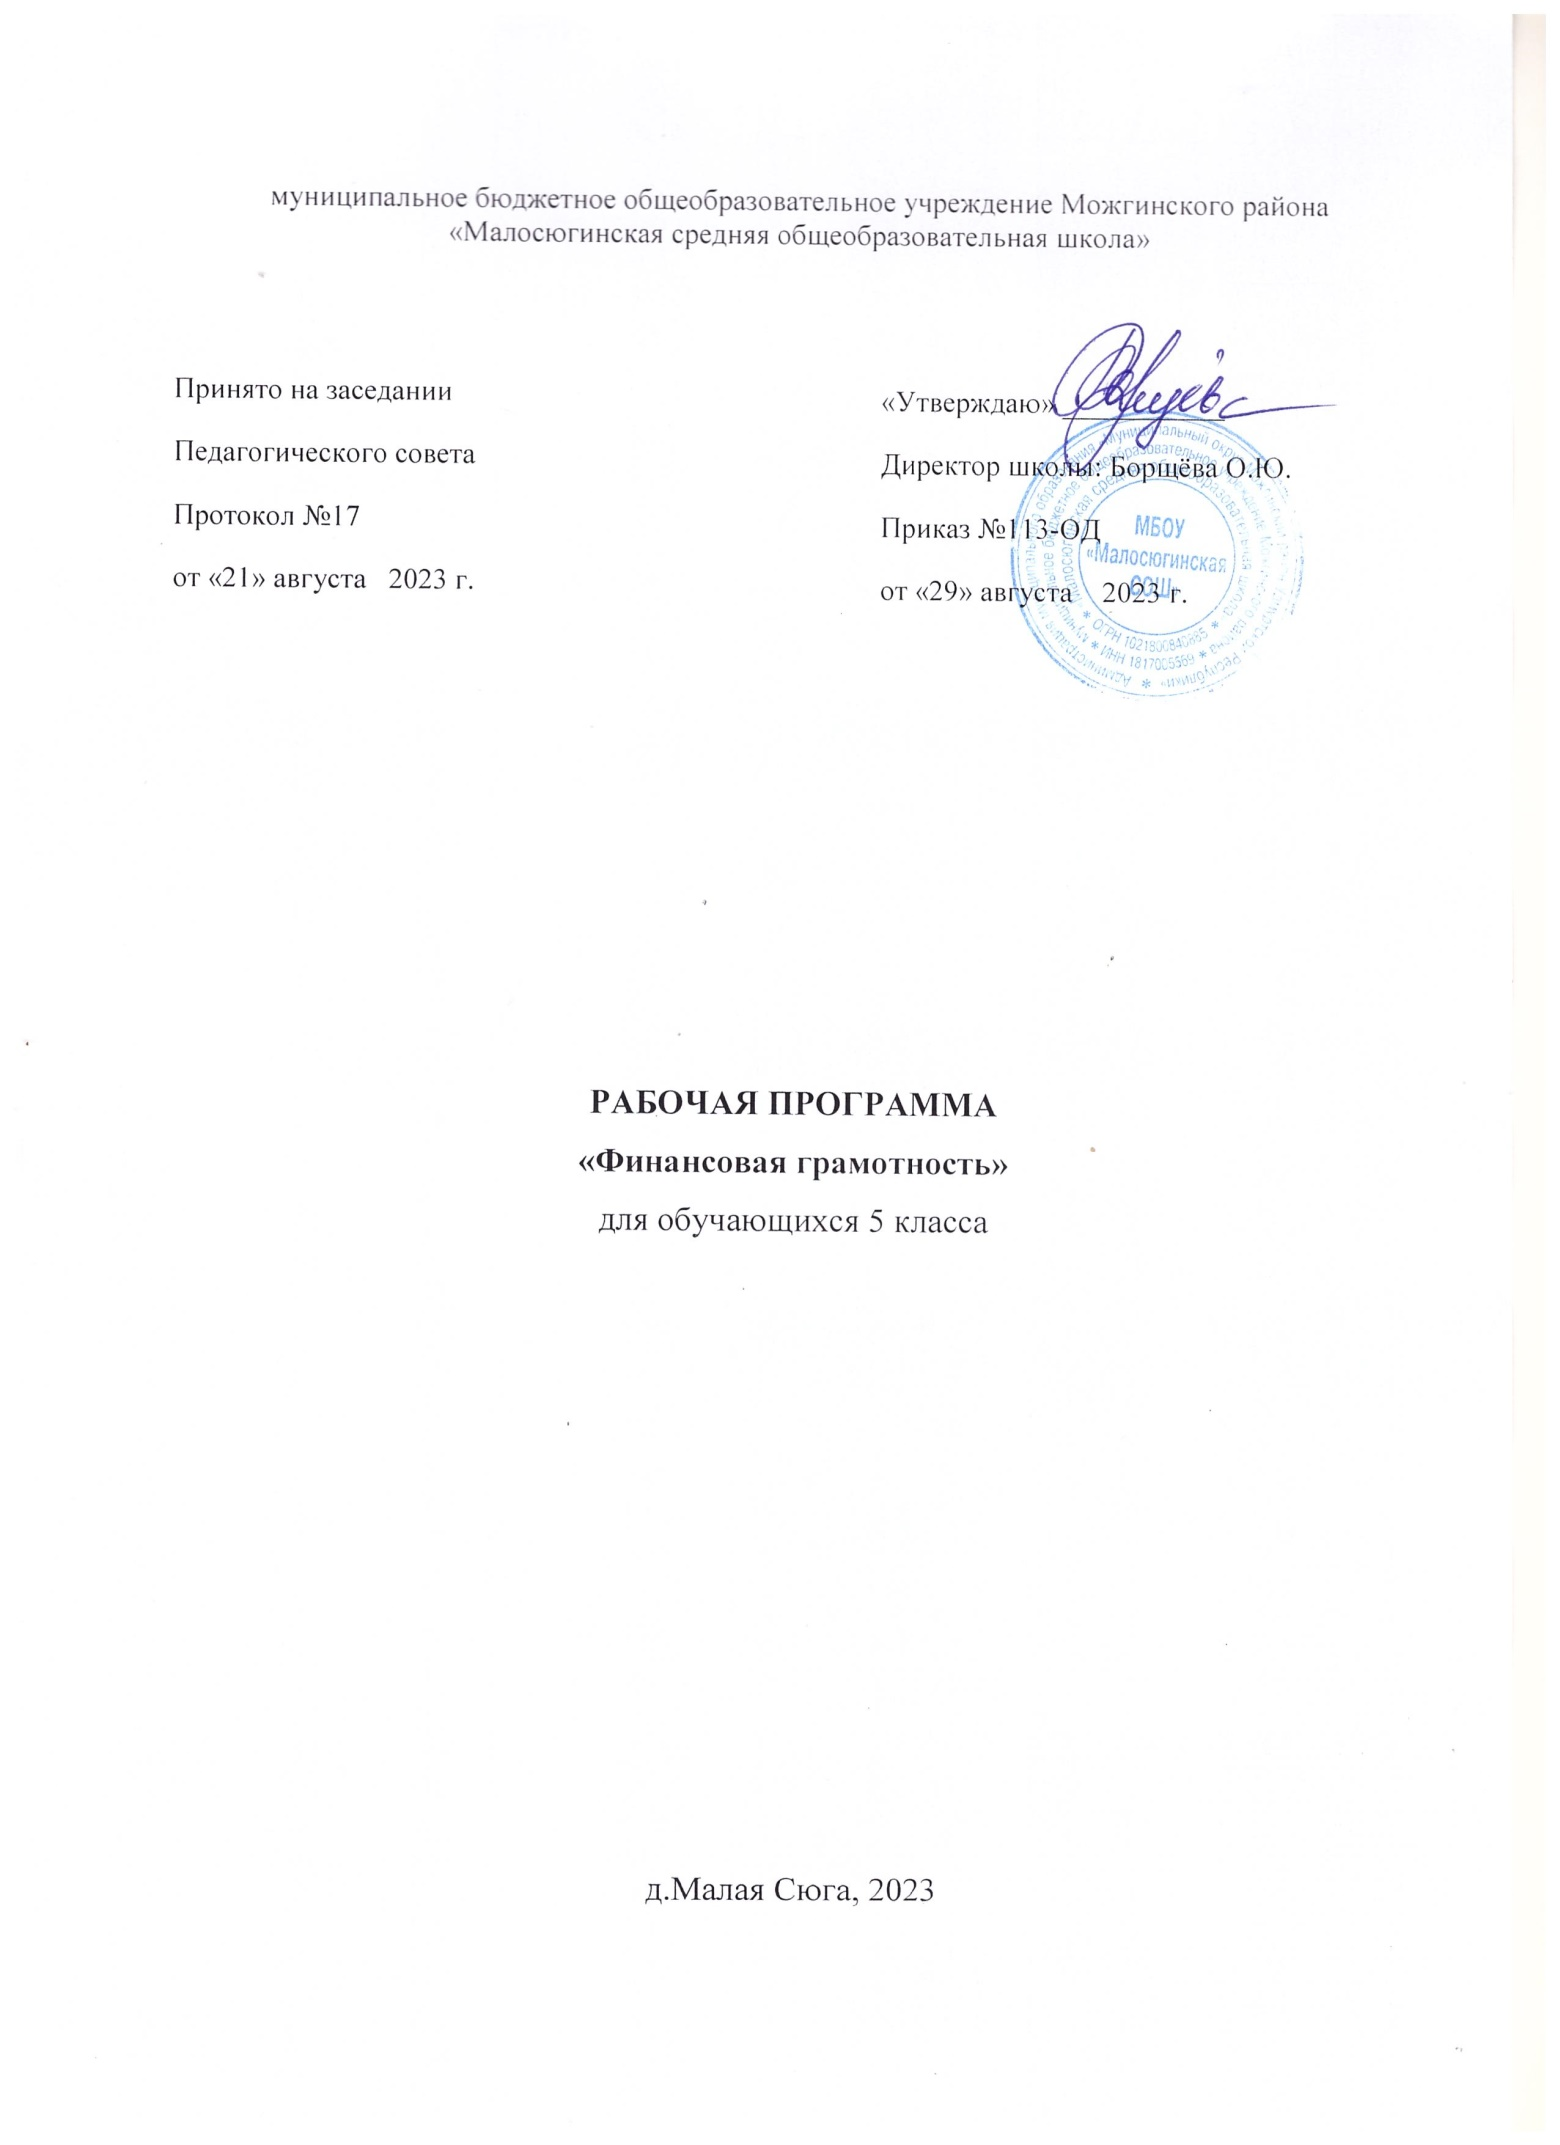 муниципальное бюджетное общеобразовательное учреждение Можгинского района
«Малосюгинская средняя общеобразовательная школа»
Принято на заседании
Педагогического совета
Протокол №17
от «21» августа 2023 г.
«Утверждаю»
Директор школы: Борщёва О.Ю.
Приказ №113-ОД
от «29» августа 2023 г.
МБОУ
«Малосюгинская
СОШ»
РАБОЧАЯ ПРОГРАММА
«Финансовая грамотность»
для обучающихся 5 класса
д.Малая Сюга, 2023